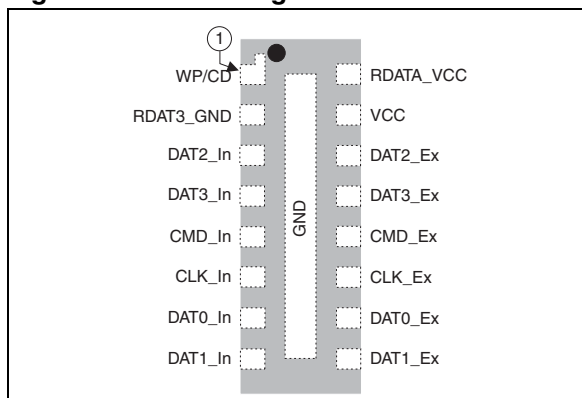 1
WP/CD RDATA_VCC
RDAT3_GND VCC
DAT2_In DAT2_Ex
DAT3_In DAT3_Ex
GND
CMD_In CMD_Ex
CLK_In CLK_Ex
DAT0_In DAT0_Ex
DAT1_In DAT1_Ex